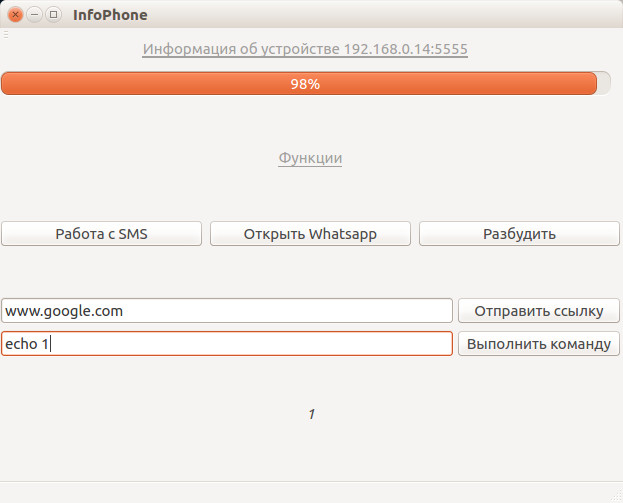 InfoPhone
Информация об устройстве 192.168.0.14:5555
98%
Функции
Работа с SMS
Открыть Whatsapp
Разбудить
www.google.com
Отправить ссылку
echo 1
Выполнить команду
1